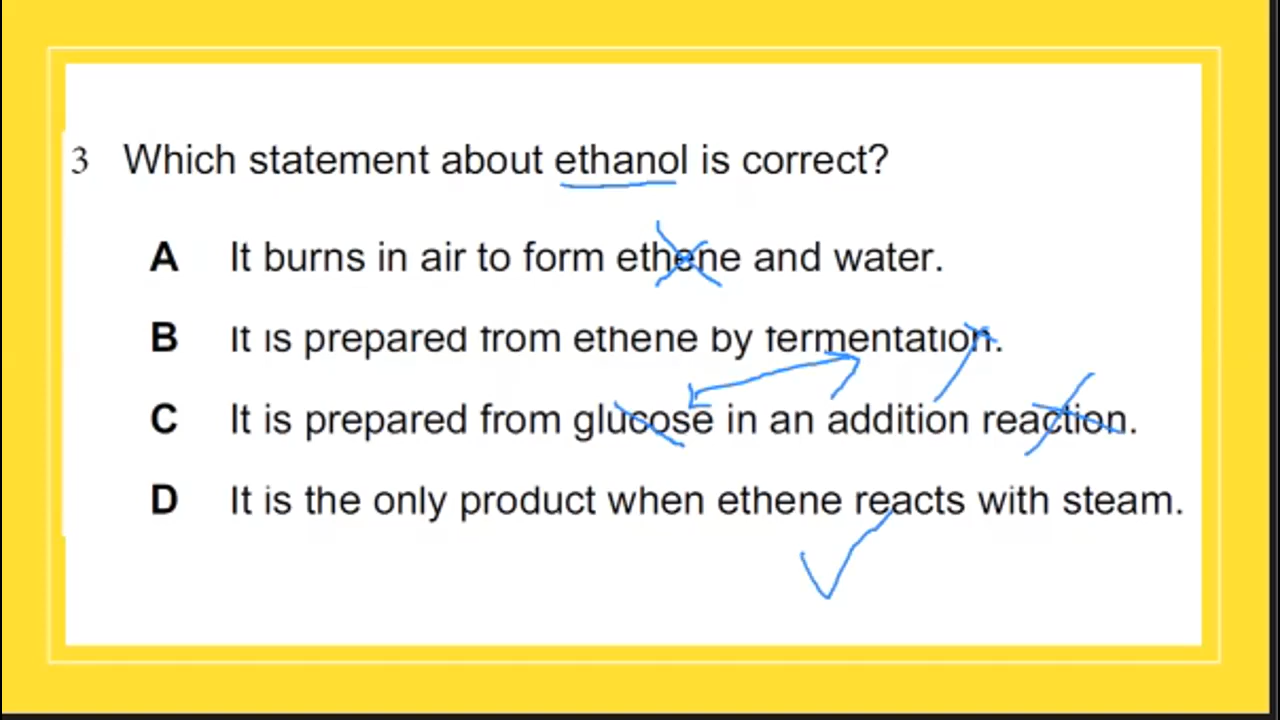 3 Which statement about ethanol is correct?
A It burns in air to form ethene and water.
B It is prepared from ethene by fermentation.
C It is prepared from glucose in an addition reaction.
D It is the only product when ethene reacts with steam.